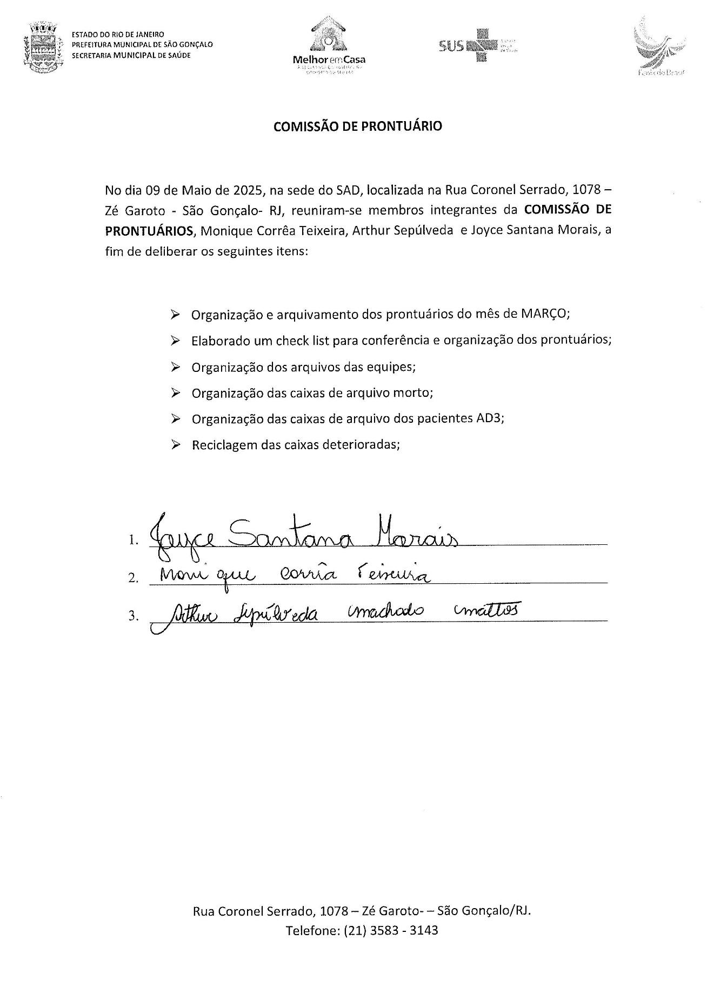 ESTADO DO RIO DE JANEIRO
PREFEITURA MUNICIPAL DE SÃO GONÇALO
SECRETARIA MUNICIPAL DE SAÚDE
Melhor em Casa
SUS
Fenix do Brasil
COMISSÃO DE PRONTUÁRIO
No dia 09 de Maio de 2025, na sede do SAD, localizada na Rua Coronel Serrado, 1078 –
Zé Garoto - São Gonçalo- RJ, reuniram-se membros integrantes da COMISSÃO DE
PRONTUÁRIOS, Monique Corrêa Teixeira, Arthur Sepúlveda e Joyce Santana Morais, a
fim de deliberar os seguintes itens:
➢ Organização e arquivamento dos prontuários do mês de MARÇO;
➢ Elaborado um check list para conferência e organização dos prontuários;
➢ Organização dos arquivos das equipes;
➢ Organização das caixas de arquivo morto;
➢ Organização das caixas de arquivo dos pacientes AD3;
➢ Reciclagem das caixas deterioradas;
1. Joyce Santana Morais
2. Monique Corrêa Teixeira
3. Arthur Sepúlveda Machado Mattos
Rua Coronel Serrado, 1078 – Zé Garoto- – São Gonçalo/RJ.
Telefone: (21) 3583 - 3143